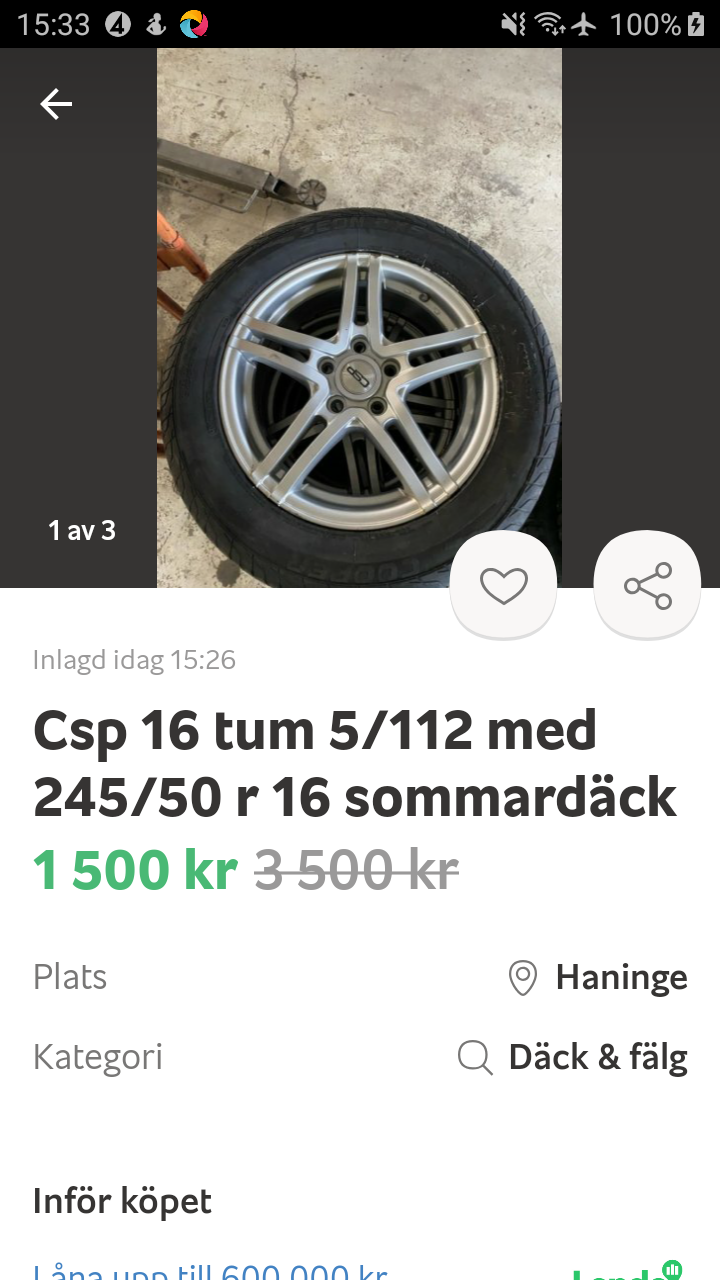 15:33
100%
CSP
1 av 3
Inlagd idag 15:26
Csp 16 tum 5/112 med
245/50 r 16 sommardäck
1 500 kr 3 500 kr
Plats
Haninge
Kategori
Däck & fälg
Inför köpet
Låna upp till 600 000 kr